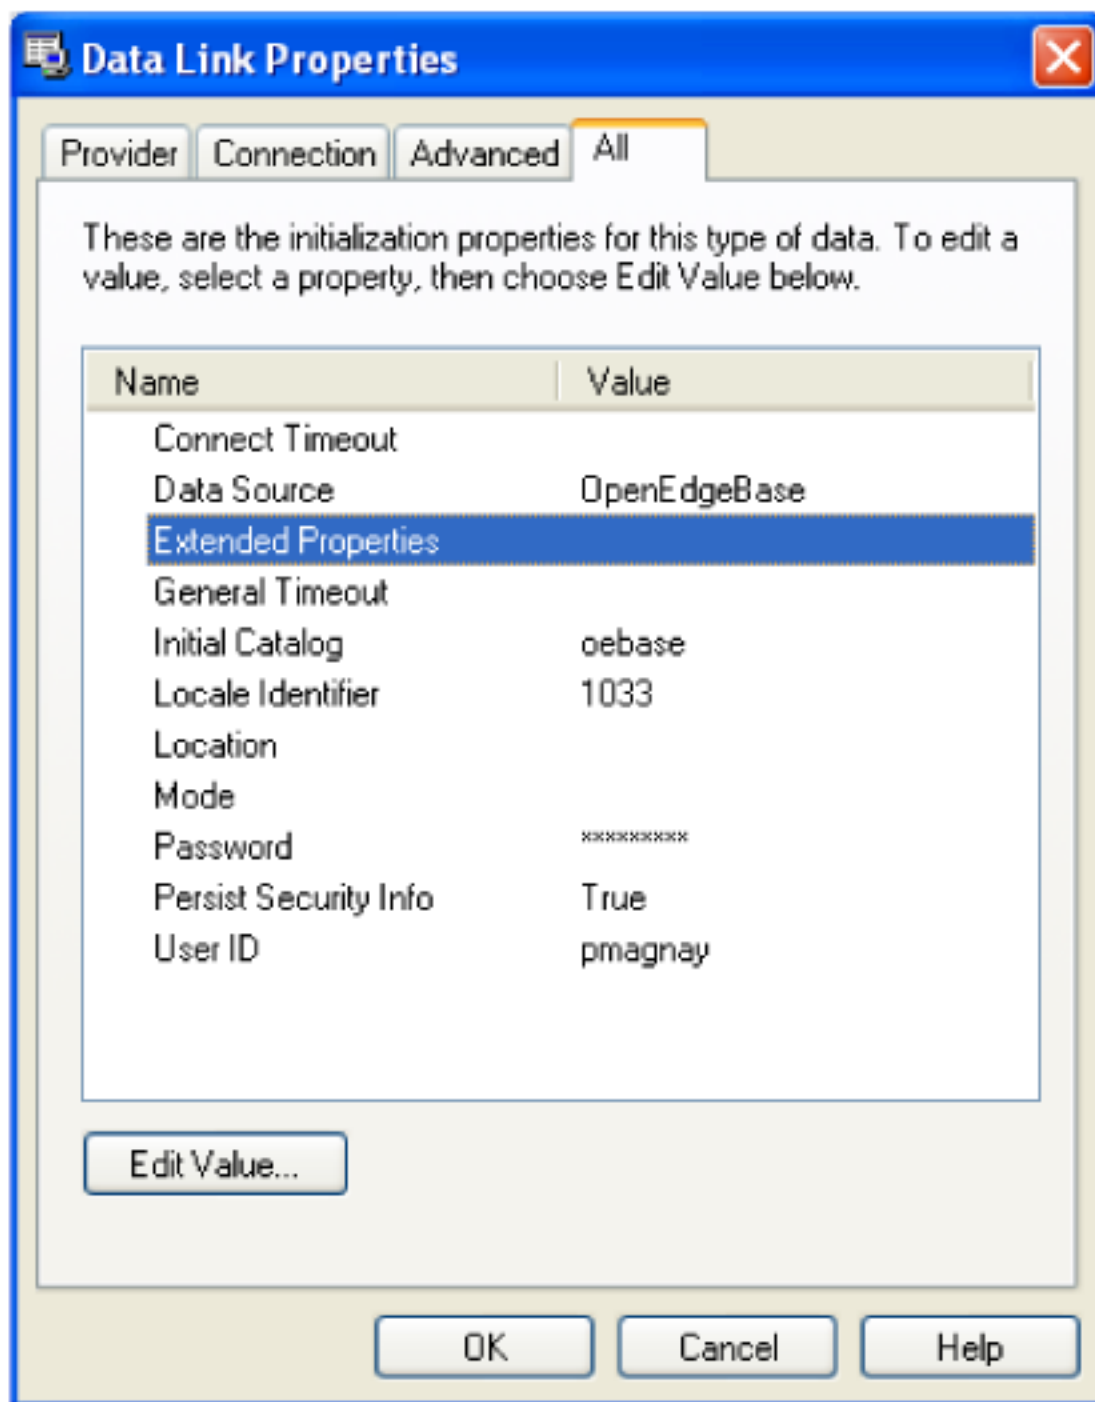 Data Link Properties
Provider Connection Advanced All
These are the initialization properties for this type of data. To edit a
value, select a property, then choose Edit Value below.
Name Value
Connect Timeout
Data Source OpenEdgeBase
Extended Properties
General Timeout
Initial Catalog oebase
Locale Identifier 1033
Location
Mode
Password *********
Persist Security Info True
User ID pmagnay
Edit Value...
OK Cancel Help